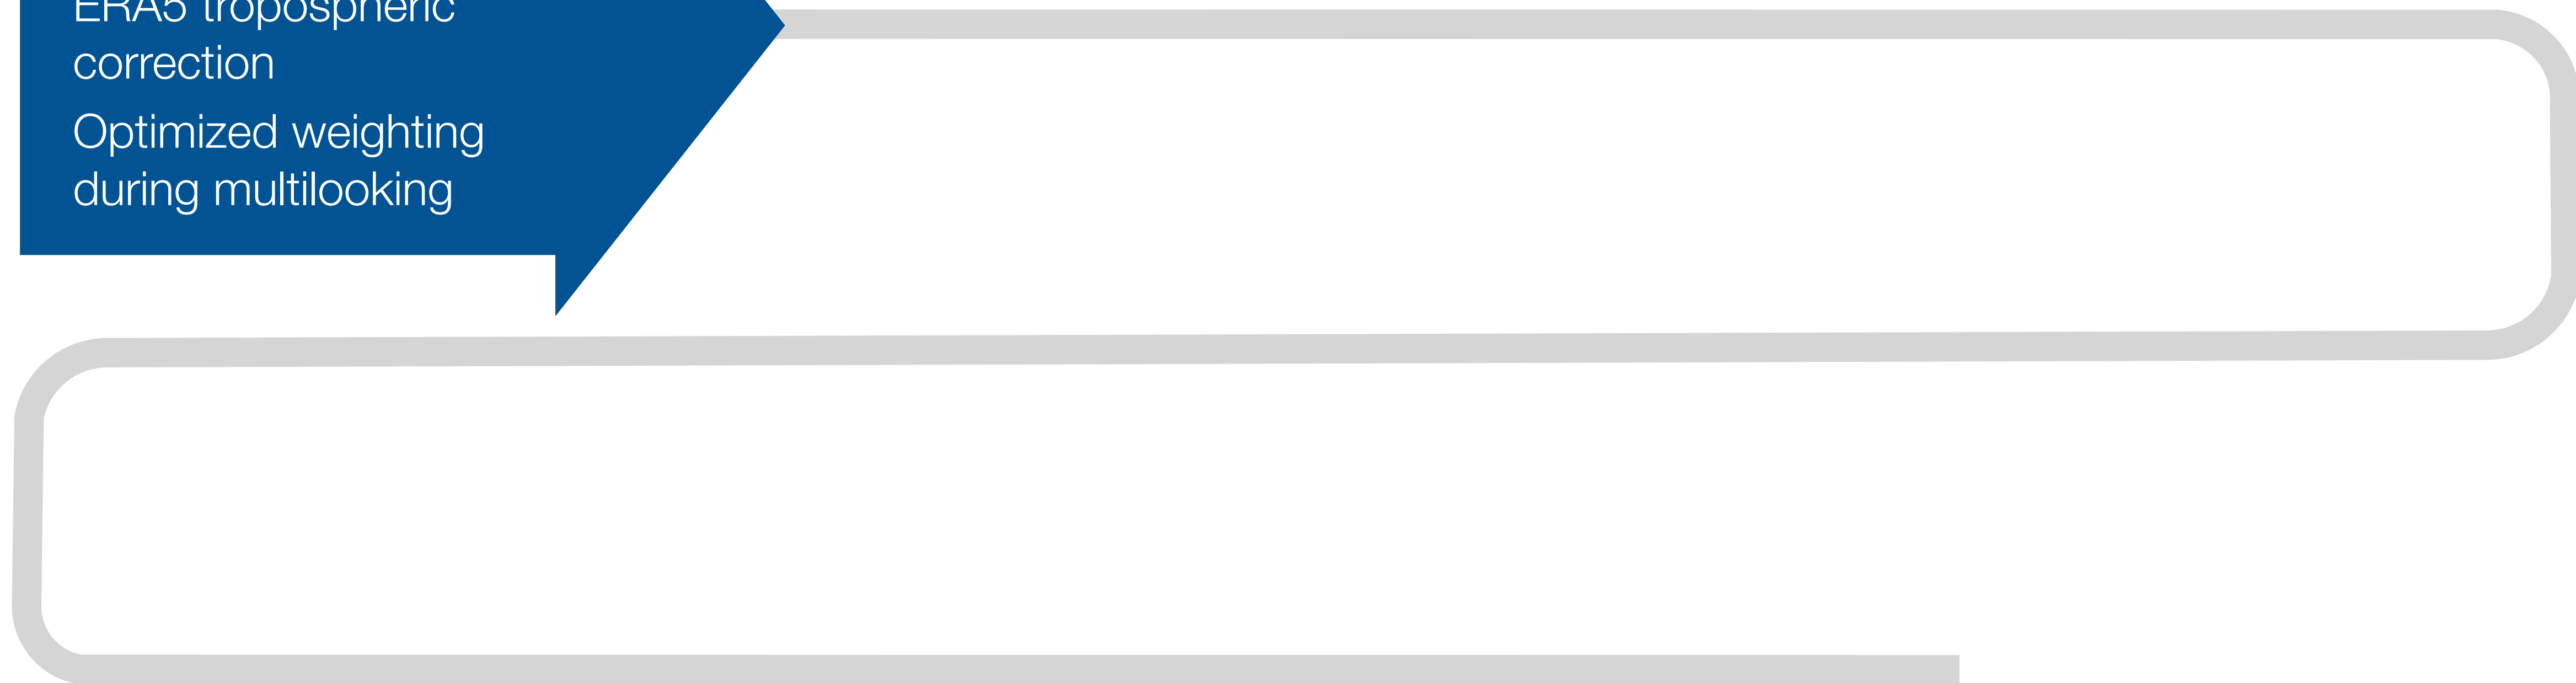 ERA5 tropospheric
correction
Optimized weighting
during multilooking